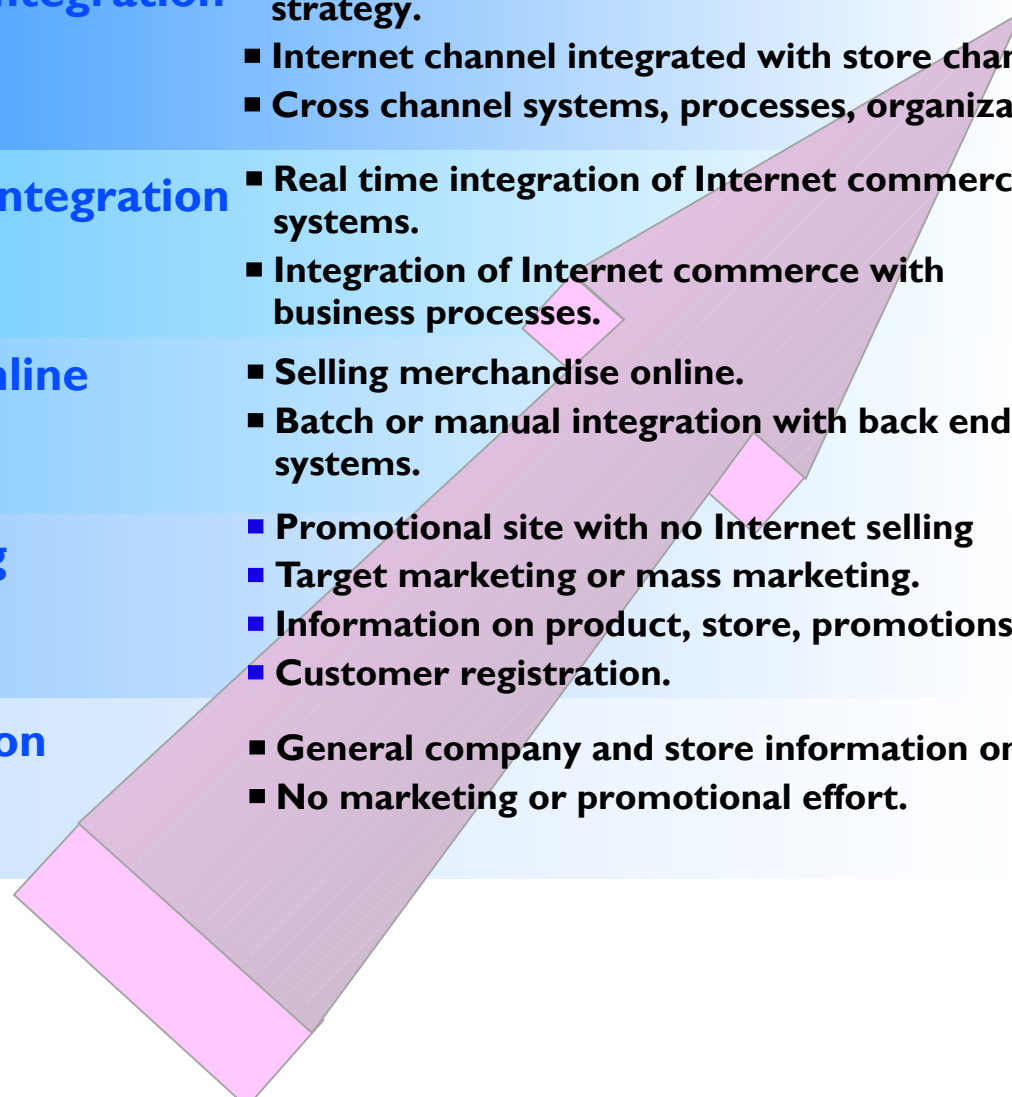 ntegration
strategy.
■ Internet channel integrated with store chan
■ Cross channel systems, processes, organiza
ntegration
■ Real time integration of Internet commerc
systems.
■ Integration of Internet commerce with
business processes.
nline
■ Selling merchandise online.
■ Batch or manual integration with back end
systems.
g
■ Promotional site with no Internet selling
■ Target marketing or mass marketing.
■ Information on product, store, promotions
■ Customer registration.
on
■ General company and store information on
■ No marketing or promotional effort.